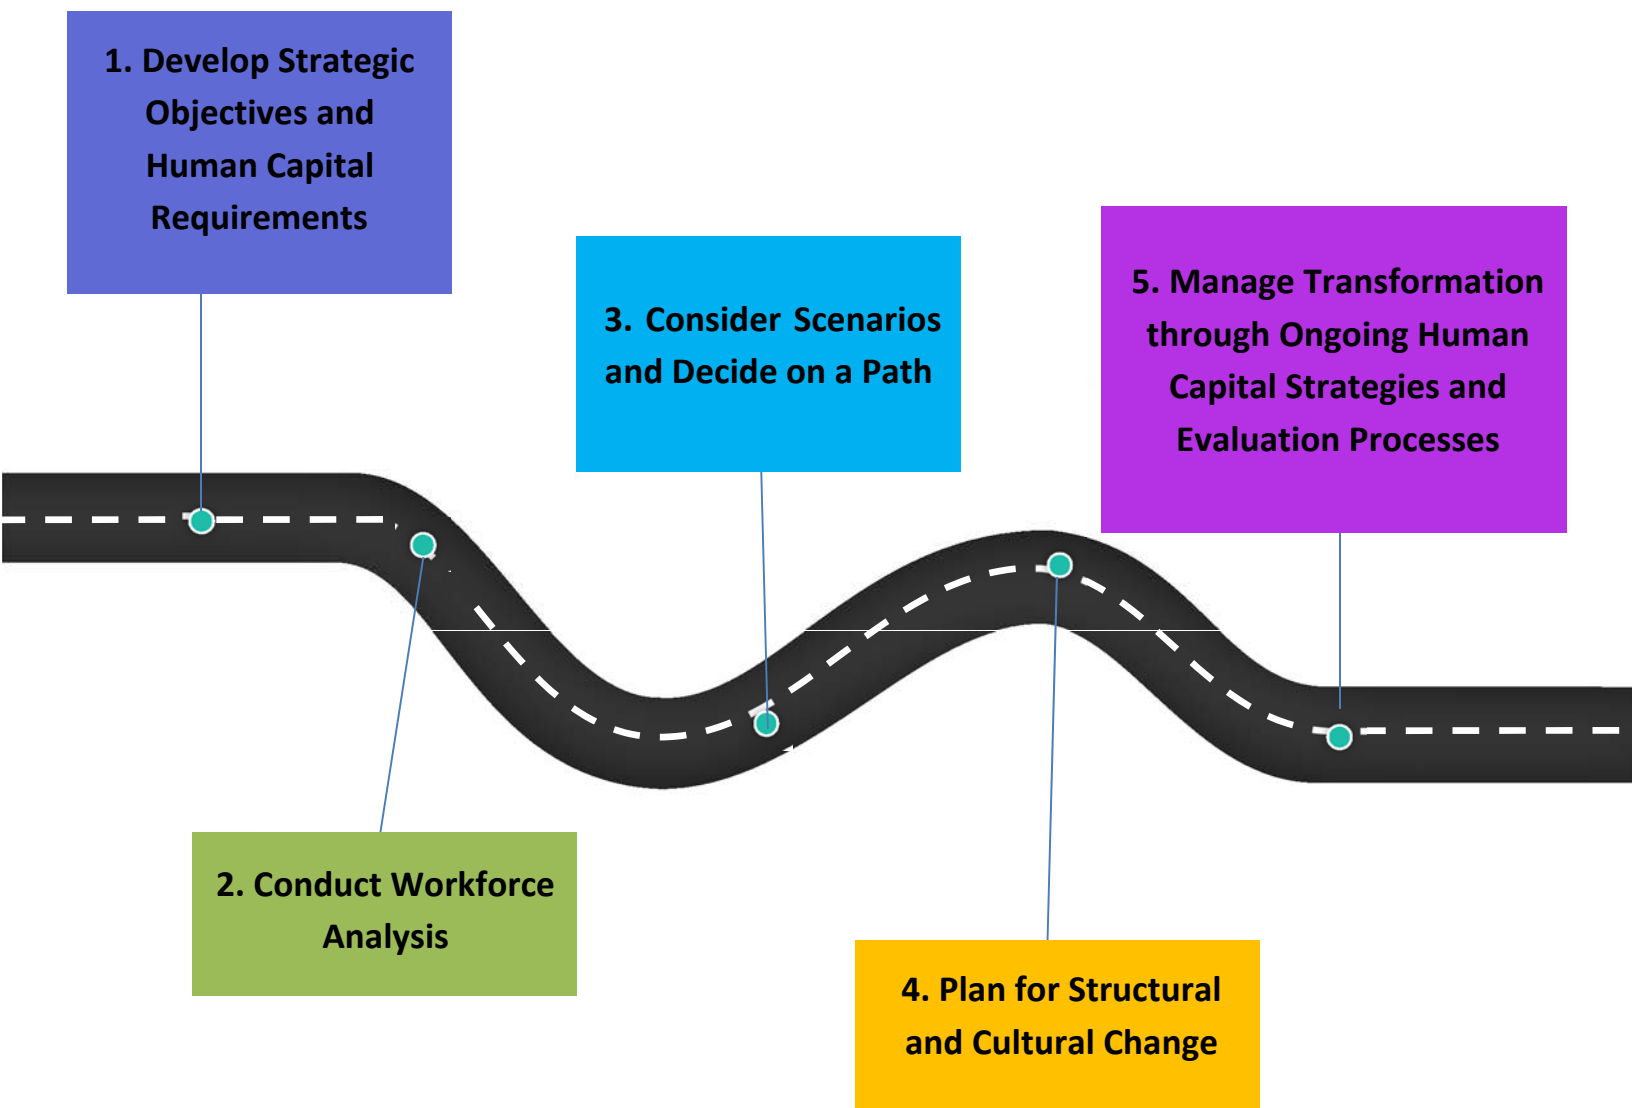 1. Develop Strategic
Objectives and
Human Capital
Requirements
2. Conduct Workforce
Analysis
3. Consider Scenarios
and Decide on a Path
4. Plan for Structural
and Cultural Change
5. Manage Transformation
through Ongoing Human
Capital Strategies and
Evaluation Processes